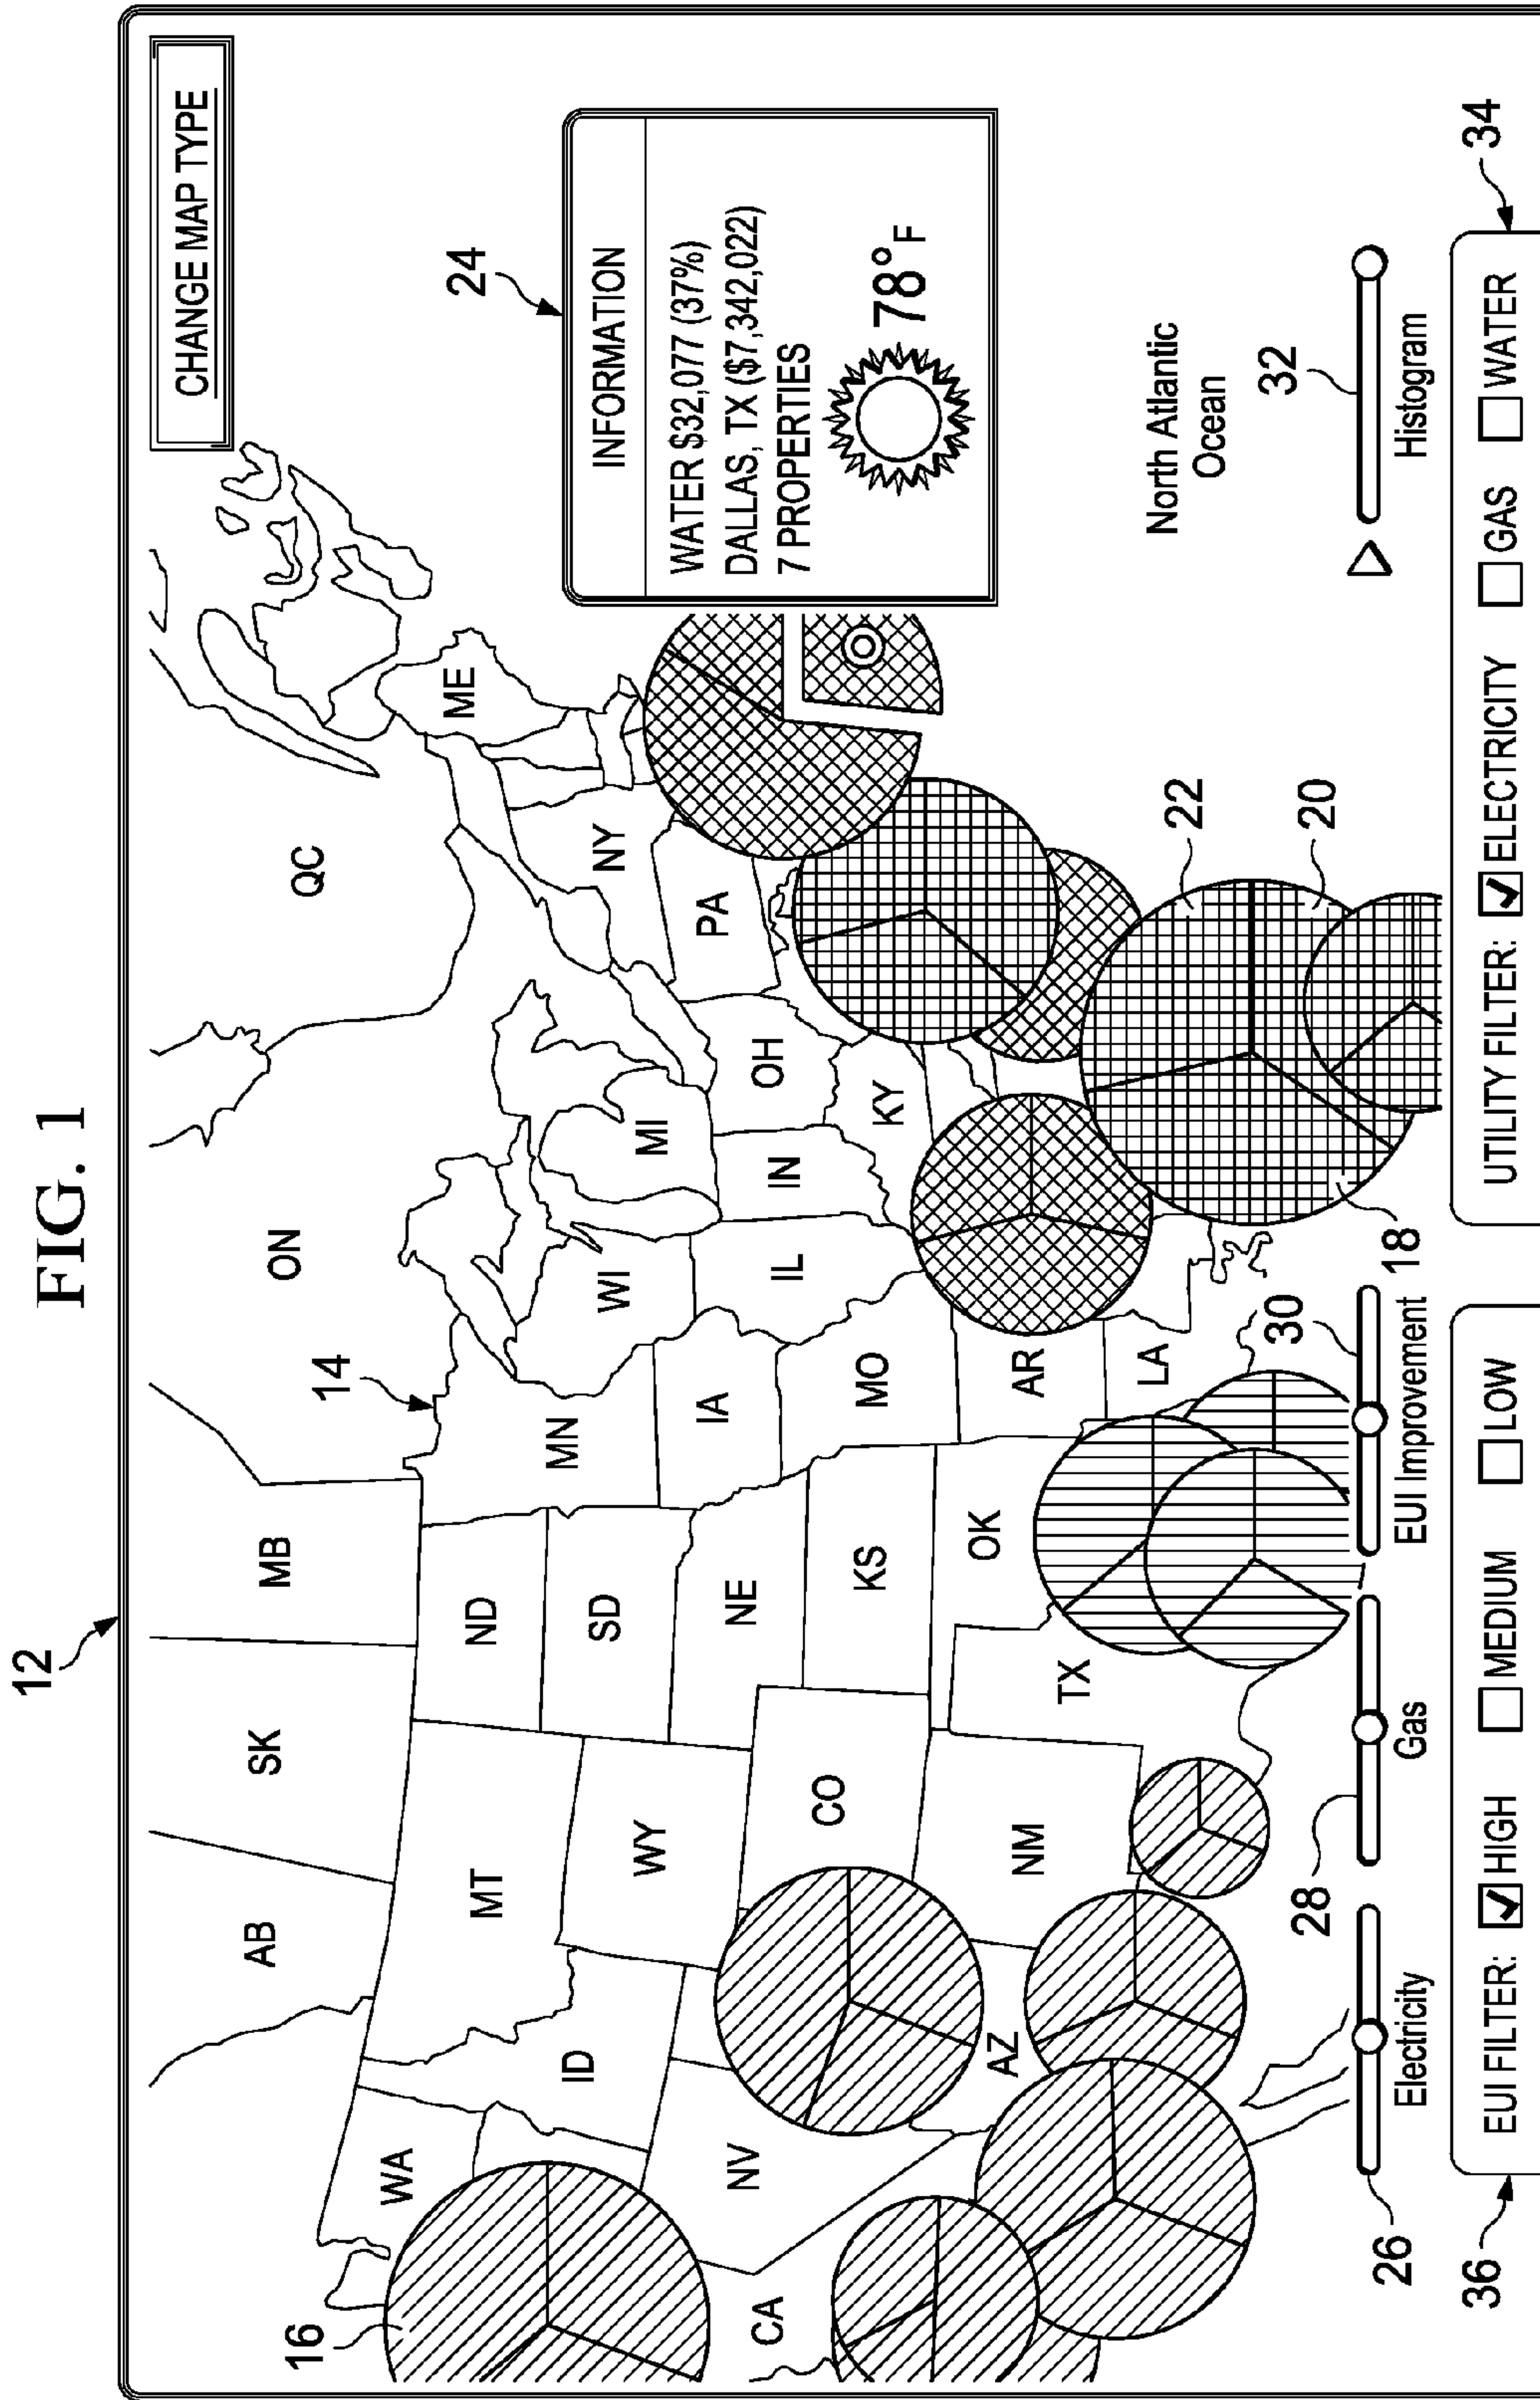 FIG. 1
12
CHANGE MAP TYPE
AB
SK
MB
ON
QC
14
16
WA
MT
ND
MN
ME
24
ID
SD
WI
MI
NY
INFORMATION
WY
NE
IA
IL
IN
OH
PA
WATER $32,077 (37%)
DALLAS, TX ($7,342,022)
7 PROPERTIES
78°F
CA
NV
CO
KS
MO
KY
AZ
NM
TX
OK
AR
LA
22
20
18
North Atlantic
Ocean
26
28
30
32
Electricity
Gas
EUI Improvement
Histogram
36
34
EUI FILTER: HIGH MEDIUM LOW
UTILITY FILTER: ELECTRICITY GAS WATER